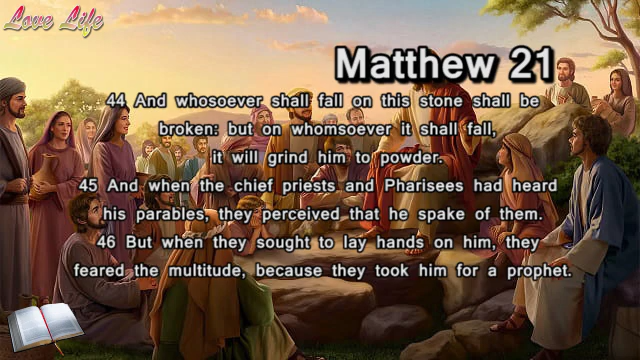 Love Life
Matthew 21
44 And whosoever shall fall on this stone shall be
broken: but on whomsoever it shall fall,
it will grind him to powder.
45 And when the chief priests and Pharisees had heard
his parables, they perceived that he spake of them.
46 But when they sought to lay hands on him, they
feared the multitude, because they took him for a prophet.